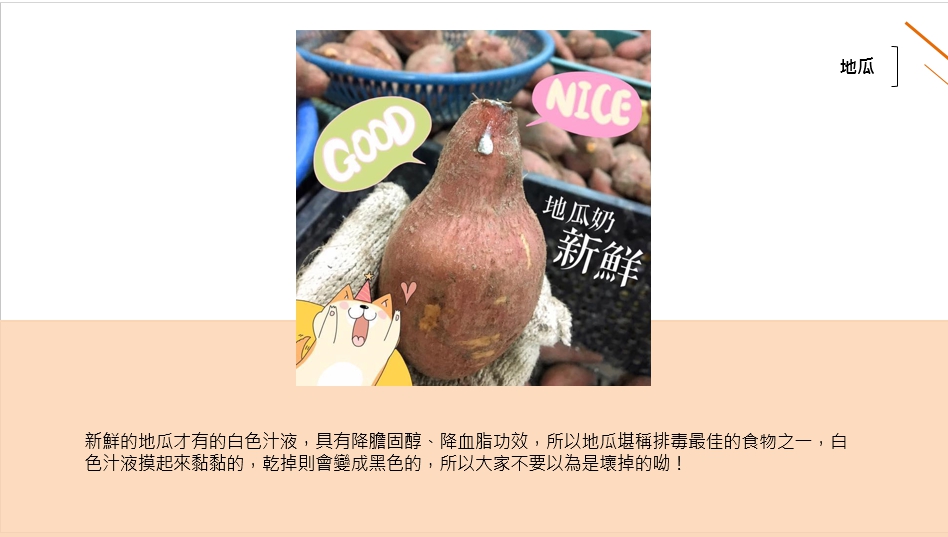 地瓜
GOOD
NICE
地瓜奶
新鮮
新鮮的地瓜才有的白色汁液，具有降膽固醇、降血脂功效，所以地瓜堪稱排毒最佳的食物之一，白
色汁液摸起來黏黏的，乾掉則會變成黑色的，所以大家不要以為是壞掉的呦！